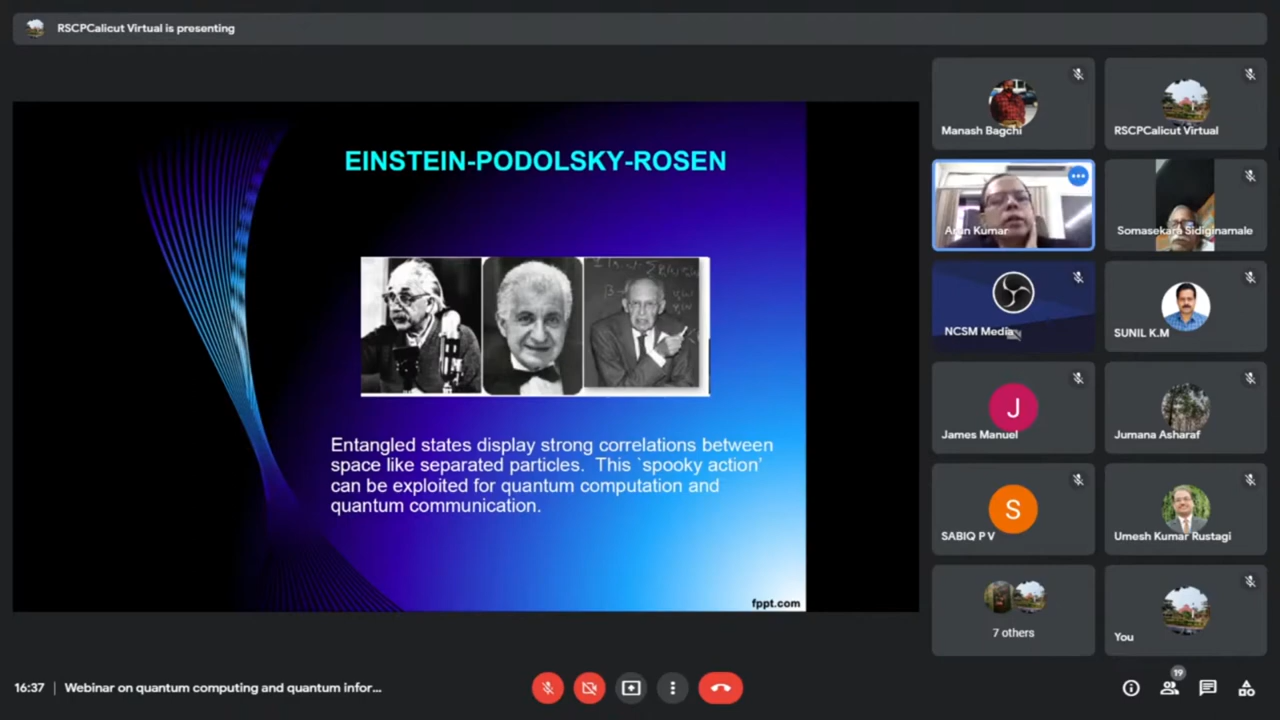 RSCPCalicut Virtual is presenting
EINSTEIN-PODOLSKY-ROSEN
Entangled states display strong correlations between
space like separated particles.  This `spooky action'
can be exploited for quantum computation and
quantum communication.
fppt.com
Manash Bagchi
RSCPCalicut Virtual
Arun Kumar
Somasekara Sidiginamale
NCSM Media
SUNIL K.M
J
James Manuel
Jumana Asharaf
S
SABIQ P V
Umesh Kumar Rustagi
7 others
You
16:37 | Webinar on quantum computing and quantum infor...
19